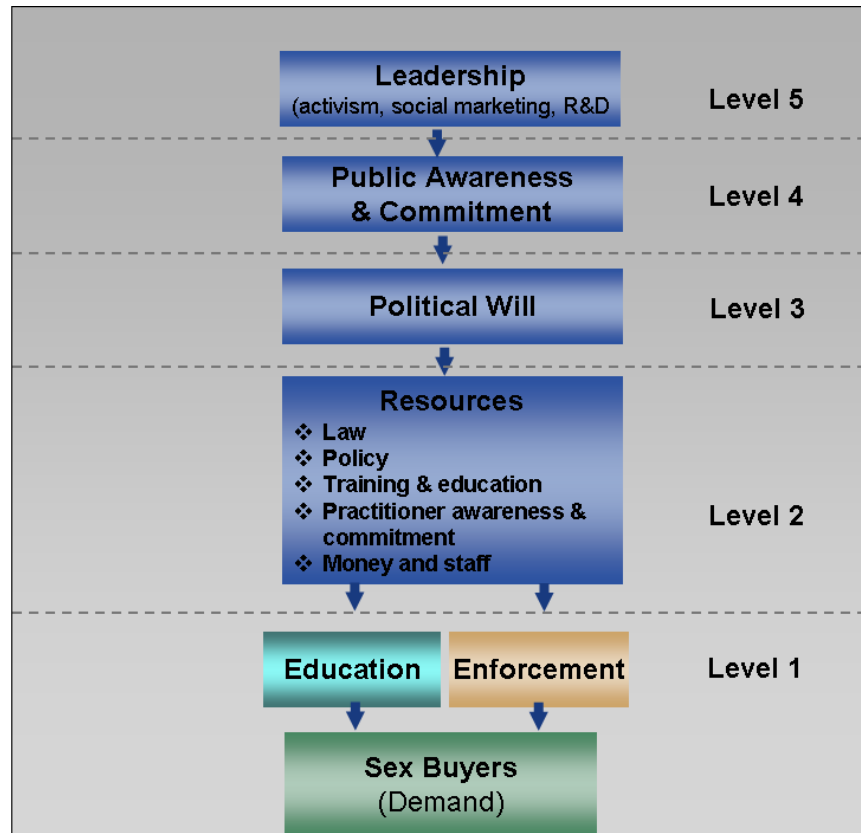 Leadership
(activism, social marketing, R&D
Level 5
Public Awareness
& Commitment
Level 4
Political Will
Level 3
Resources
❖ Law
❖ Policy
❖ Training & education
❖ Practitioner awareness &
commitment
❖ Money and staff
Level 2
Education
Enforcement
Level 1
Sex Buyers
(Demand)